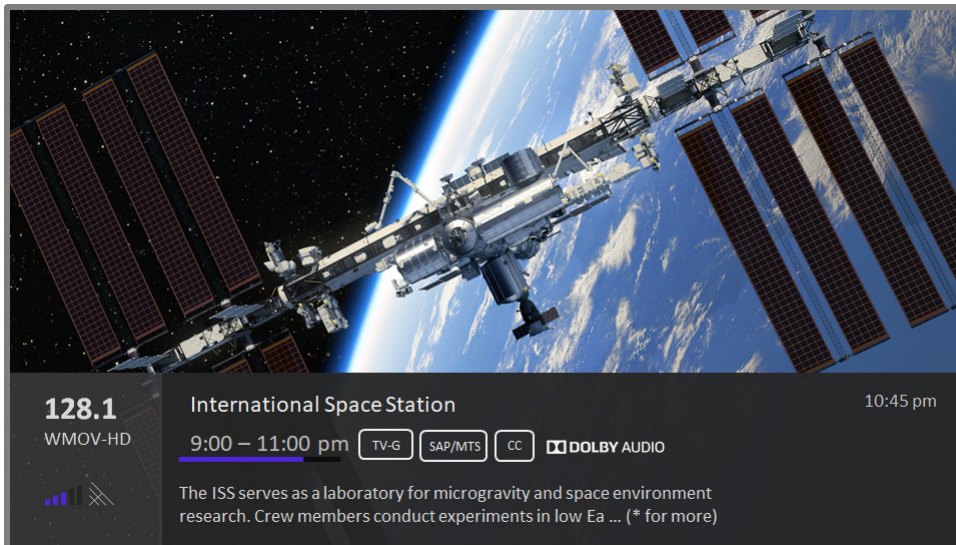 128.1
WMOV-HD
International Space Station
10:45 pm
9:00 – 11:00 pm TV-G SAP/MTS CC DOLBY AUDIO
The ISS serves as a laboratory for microgravity and space environment
research. Crew members conduct experiments in low Ea ... (* for more)